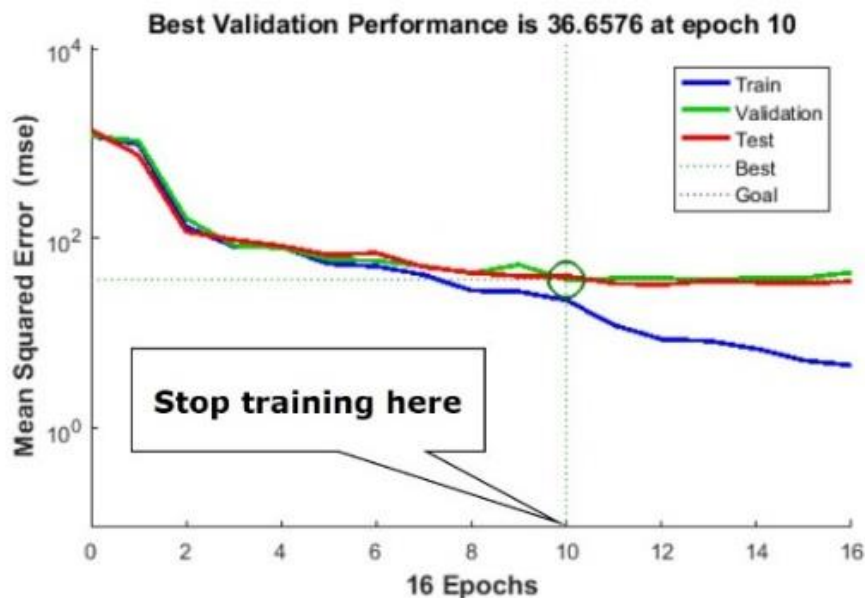 Best Validation Performance is 36.6576 at epoch 10
Mean Squared Error (mse)
10^4
10^2
10^0
Train
Validation
Test
Best
Goal
Stop training here
0 2 4 6 8 10 12 14 16
16 Epochs